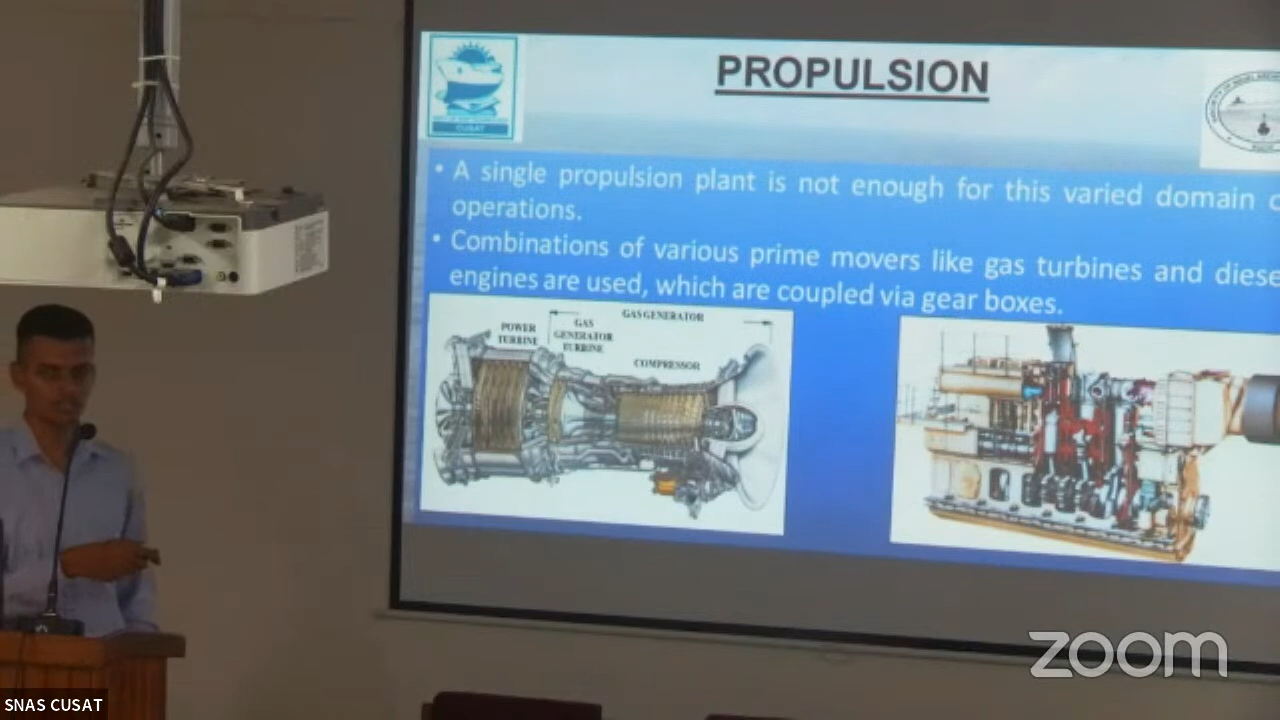 PROPULSION
CUSAT
• A single propulsion plant is not enough for this varied domain
operations.
• Combinations of various prime movers like gas turbines and
engines are used, which are coupled via gear boxes.
GAS GENERATOR
POWER
TURBINE
GAS
GENERATOR
TURBINE
COMPRESSOR
zoom
SNAS CUSAT